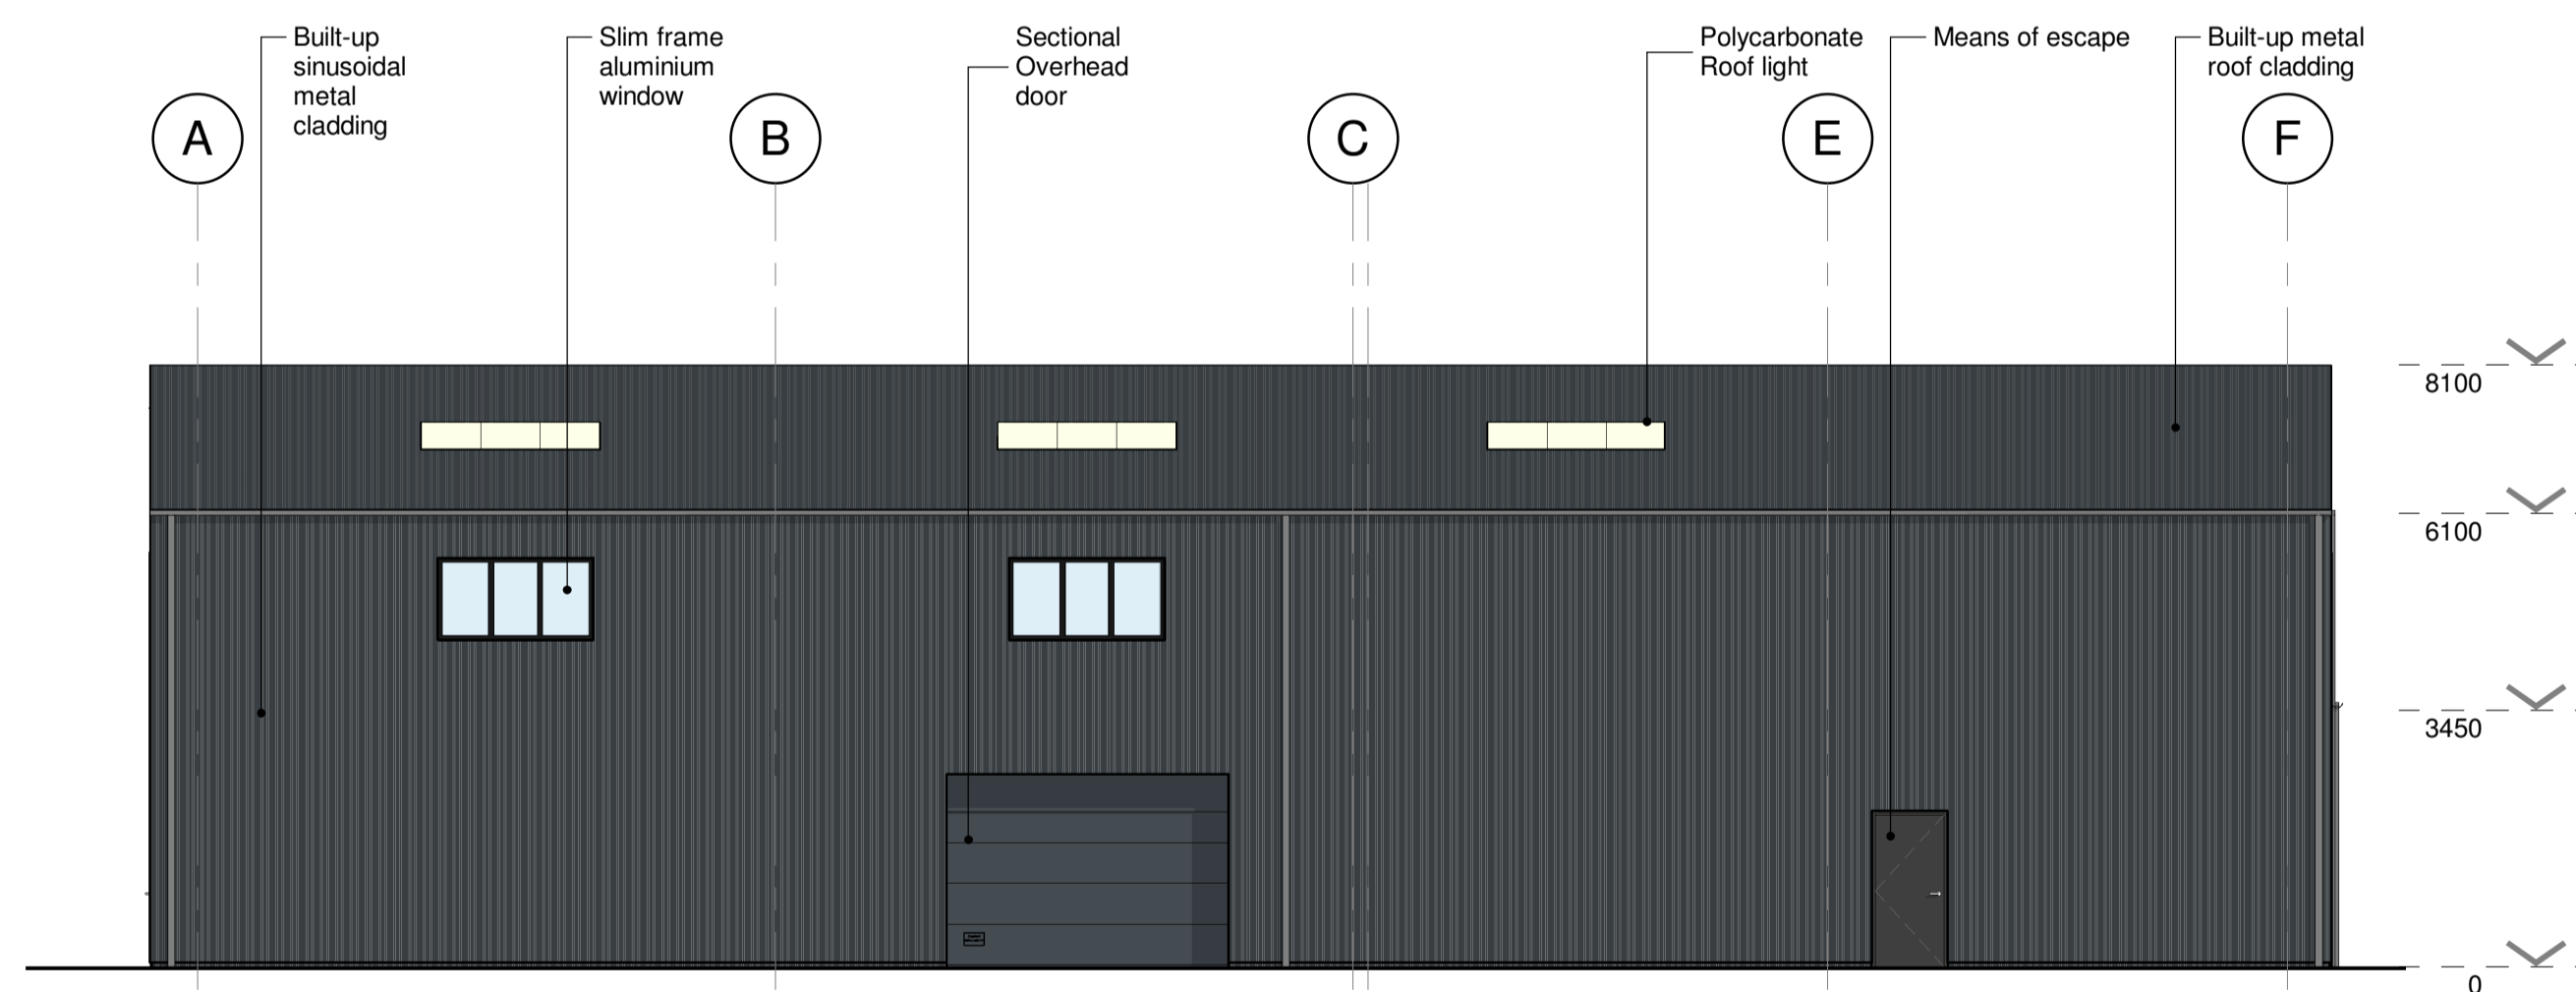 Built-up
sinusoidal
metal
cladding
Slim frame
aluminium
window
Sectional
Overhead
door
Polycarbonate
Roof light
Means of escape
Built-up metal
roof cladding
A
B
C
E
F
8100
6100
3450
0